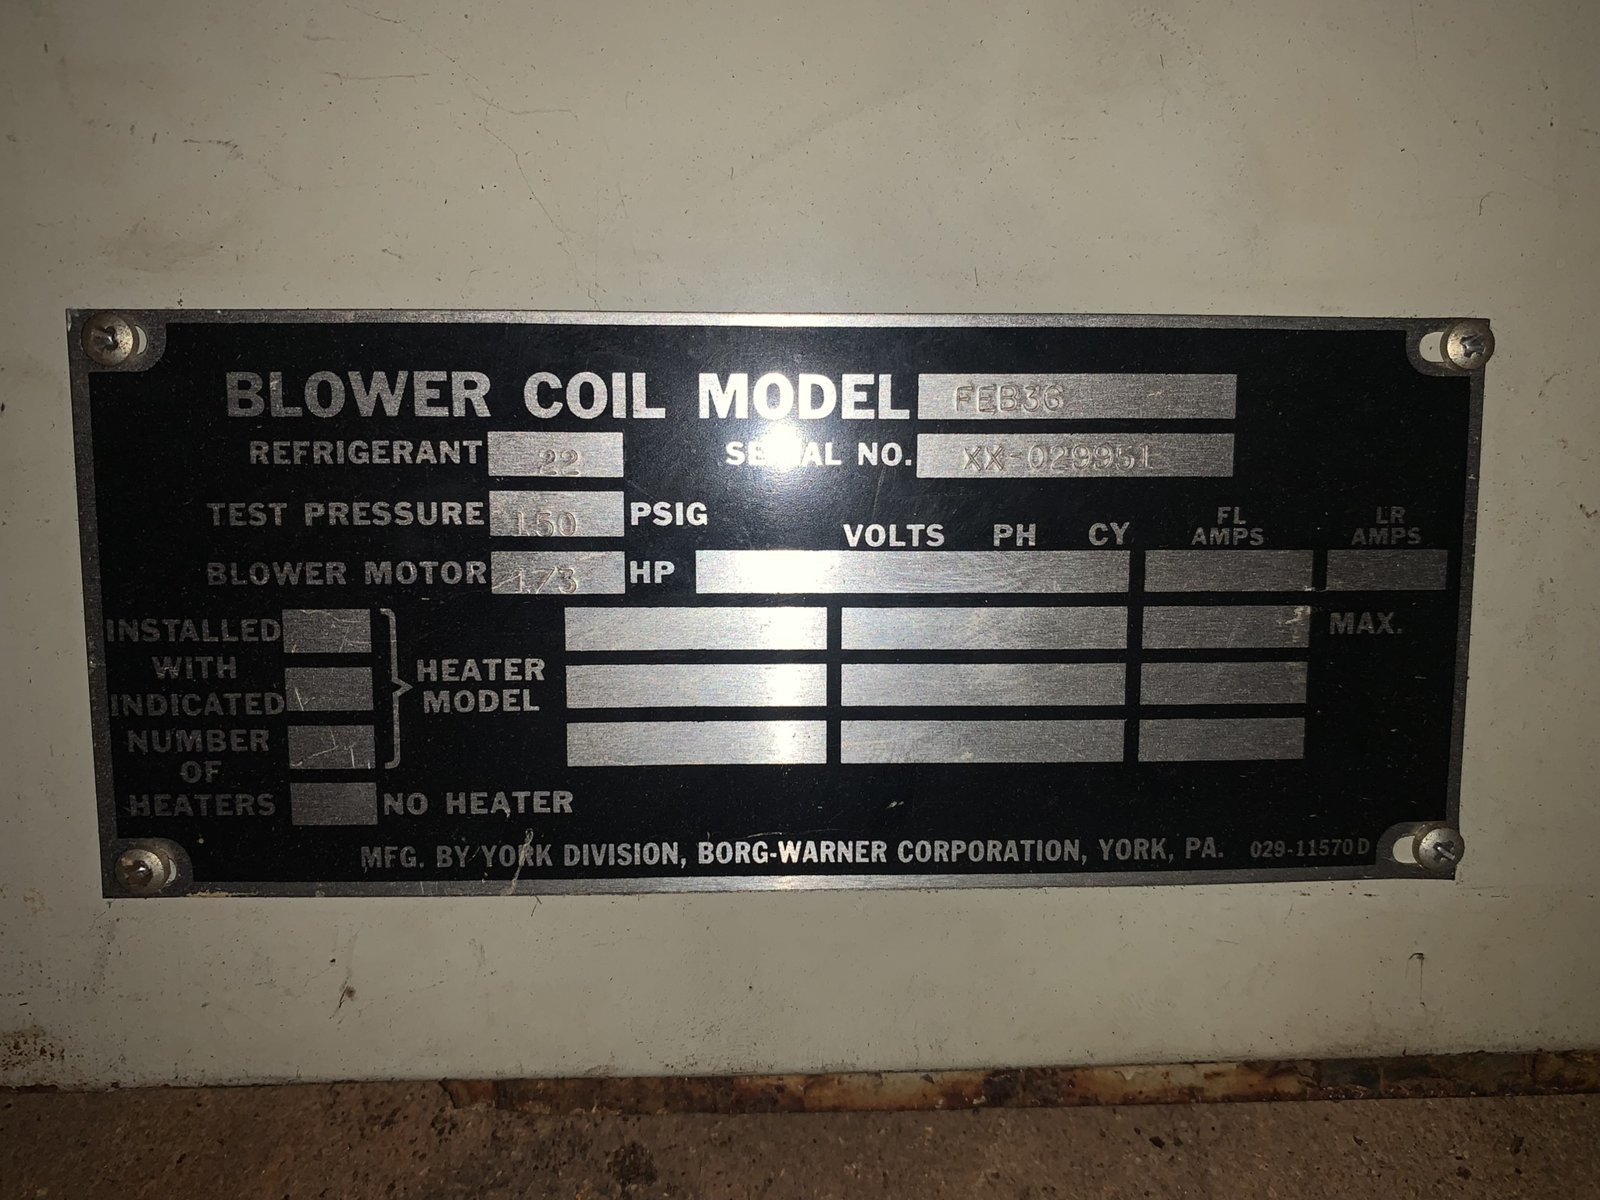 BLOWER COIL MODEL FEB36
REFRIGERANT 22 SERIAL NO. XX-029951
TEST PRESSURE 150 PSIG
VOLTS PH CY FL AMPS LR AMPS
BLOWER MOTOR 1/3 HP
INSTALLED WITH INDICATED NUMBER OF HEATERS
HEATER MODEL
MAX.
NO HEATER
MFG. BY YORK DIVISION, BORG-WARNER CORPORATION, YORK, PA. 029-11570 D